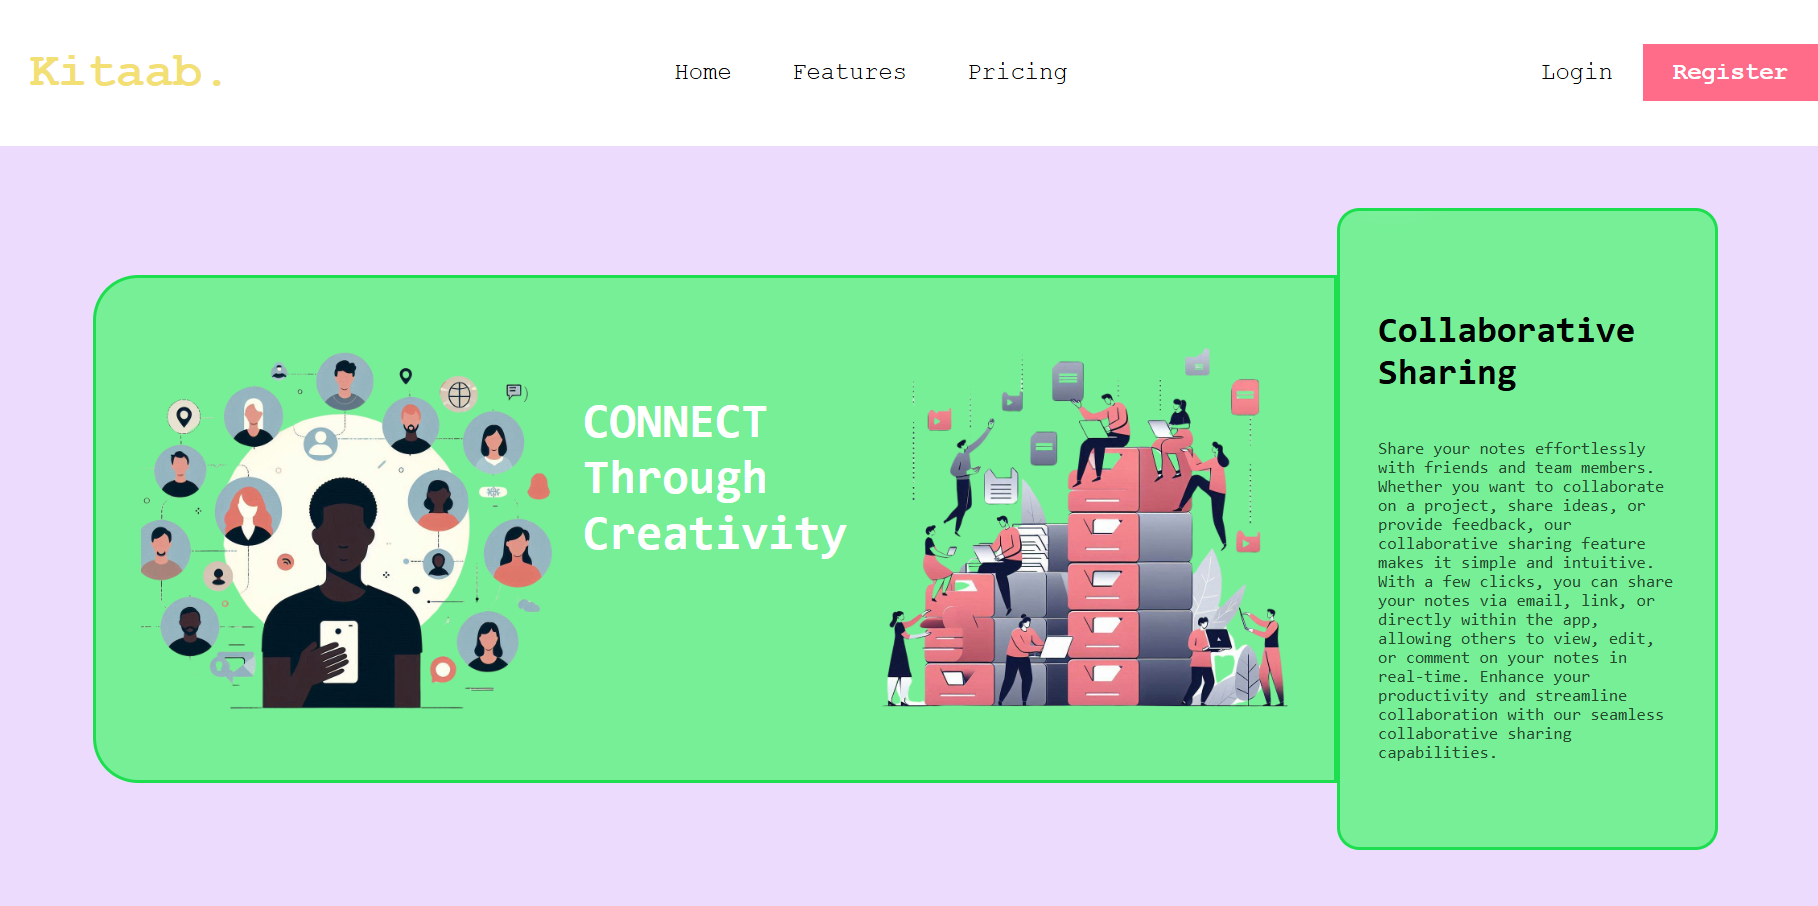 Kitaab.
Home Features Pricing
Login Register
CONNECT
Through
Creativity
Collaborative
Sharing
Share your notes effortlessly
with friends and team members.
Whether you want to collaborate
on a project, share ideas, or
provide feedback, our
collaborative sharing feature
makes it simple and intuitive.
With a few clicks, you can share
your notes via email, link, or
directly within the app,
allowing others to view, edit,
or comment on your notes in
real-time. Enhance your
productivity and streamline
collaboration with our seamless
collaborative sharing
capabilities.